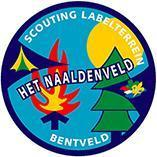 SCOUTING LABELTERREIN
HET NAALDENVELD
BENTVELD